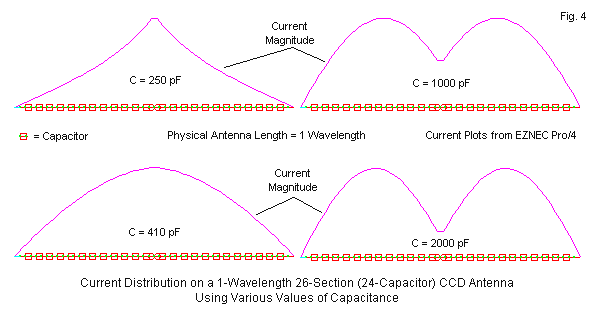 Fig. 4
Current
Magnitude
C = 250 pF
C = 1000 pF
= Capacitor
Physical Antenna Length = 1 Wavelength
Current Plots from EZNEC Pro/4
Current
Magnitude
C = 410 pF
C = 2000 pF
Current Distribution on a 1-Wavelength 26-Section (24-Capacitor) CCD Antenna
Using Various Values of Capacitance